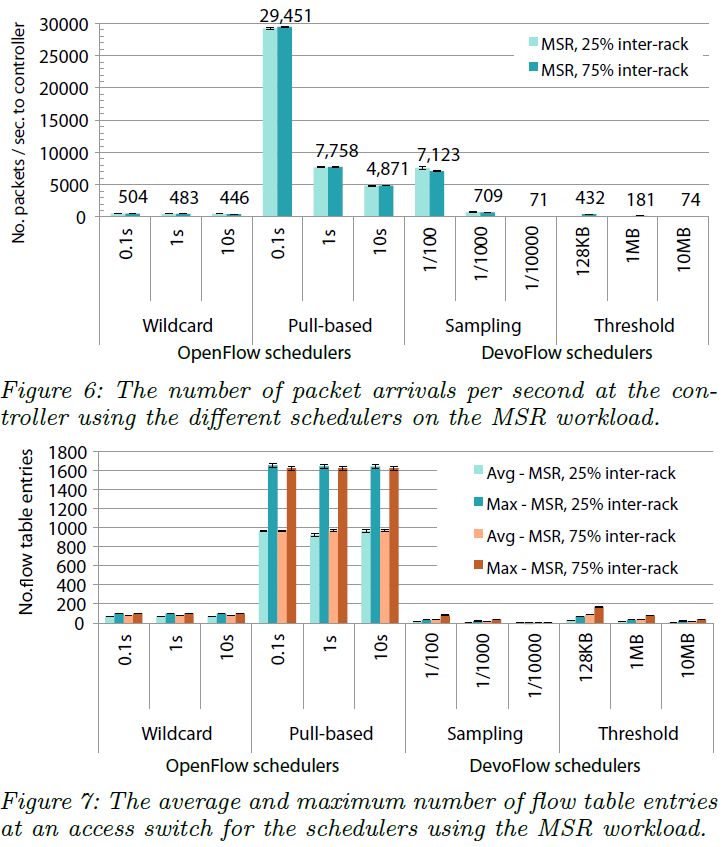 30000
25000
20000
15000
10000
5000
0
No. packets / sec. to controller
29,451
MSR, 25% inter-rack
MSR, 75% inter-rack
504 483 446 7,758 4,871 7,123 709 71 432 181 74
0.1s 1s 10s 0.1s 1s 10s 1/100 1/1000 1/10000 128KB 1MB 10MB
Wildcard Pull-based Sampling Threshold
OpenFlow schedulers DevoFlow schedulers
Figure 6: The number of packet arrivals per second at the con-
troller using the different schedulers on the MSR workload.
1800
1600
1400
1200
1000
800
600
400
200
0
No.flow table entries
Avg - MSR, 25% inter-rack
Max - MSR, 25% inter-rack
Avg - MSR, 75% inter-rack
Max - MSR, 75% inter-rack
0.1s 1s 10s 0.1s 1s 10s 1/100 1/1000 1/10000 128KB 1MB 10MB
Wildcard Pull-based Sampling Threshold
OpenFlow schedulers DevoFlow schedulers
Figure 7: The average and maximum number of flow table entries
at an access switch for the schedulers using the MSR workload.